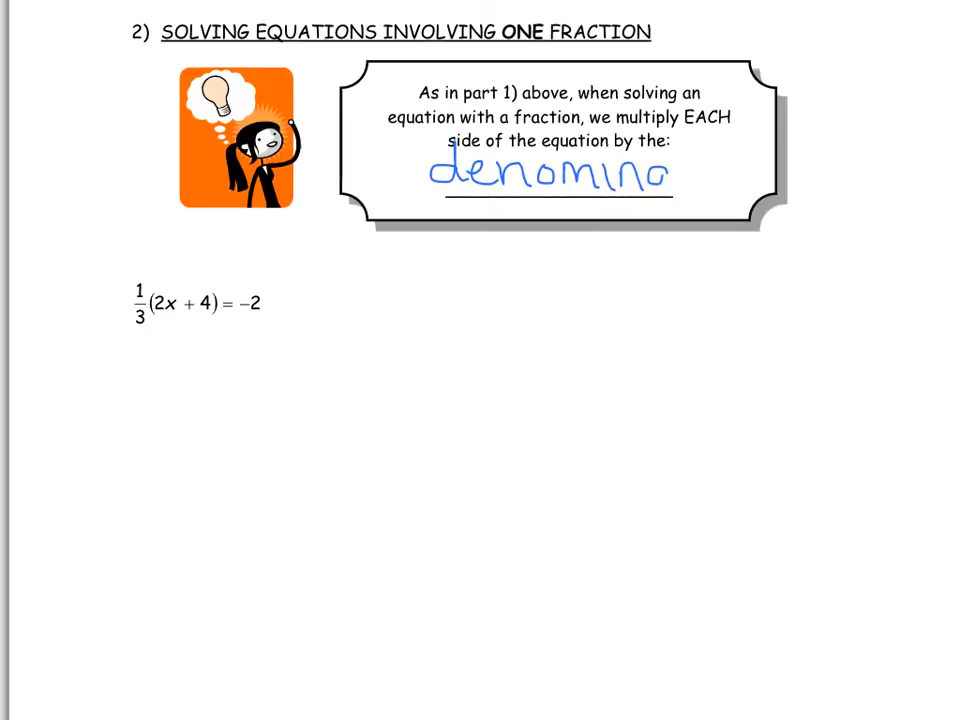 2) SOLVING EQUATIONS INVOLVING ONE FRACTION
As in part 1) above, when solving an
equation with a fraction, we multiply EACH
side of the equation by the:
denomina
1/3(2x + 4) = -2